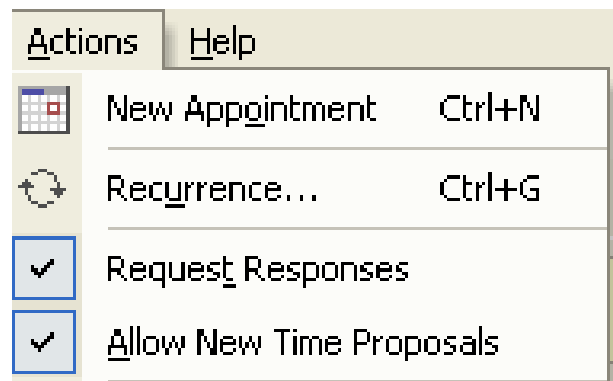 Actions Help
New Appointment Ctrl+N
Recurrence... Ctrl+G
Request Responses
Allow New Time Proposals